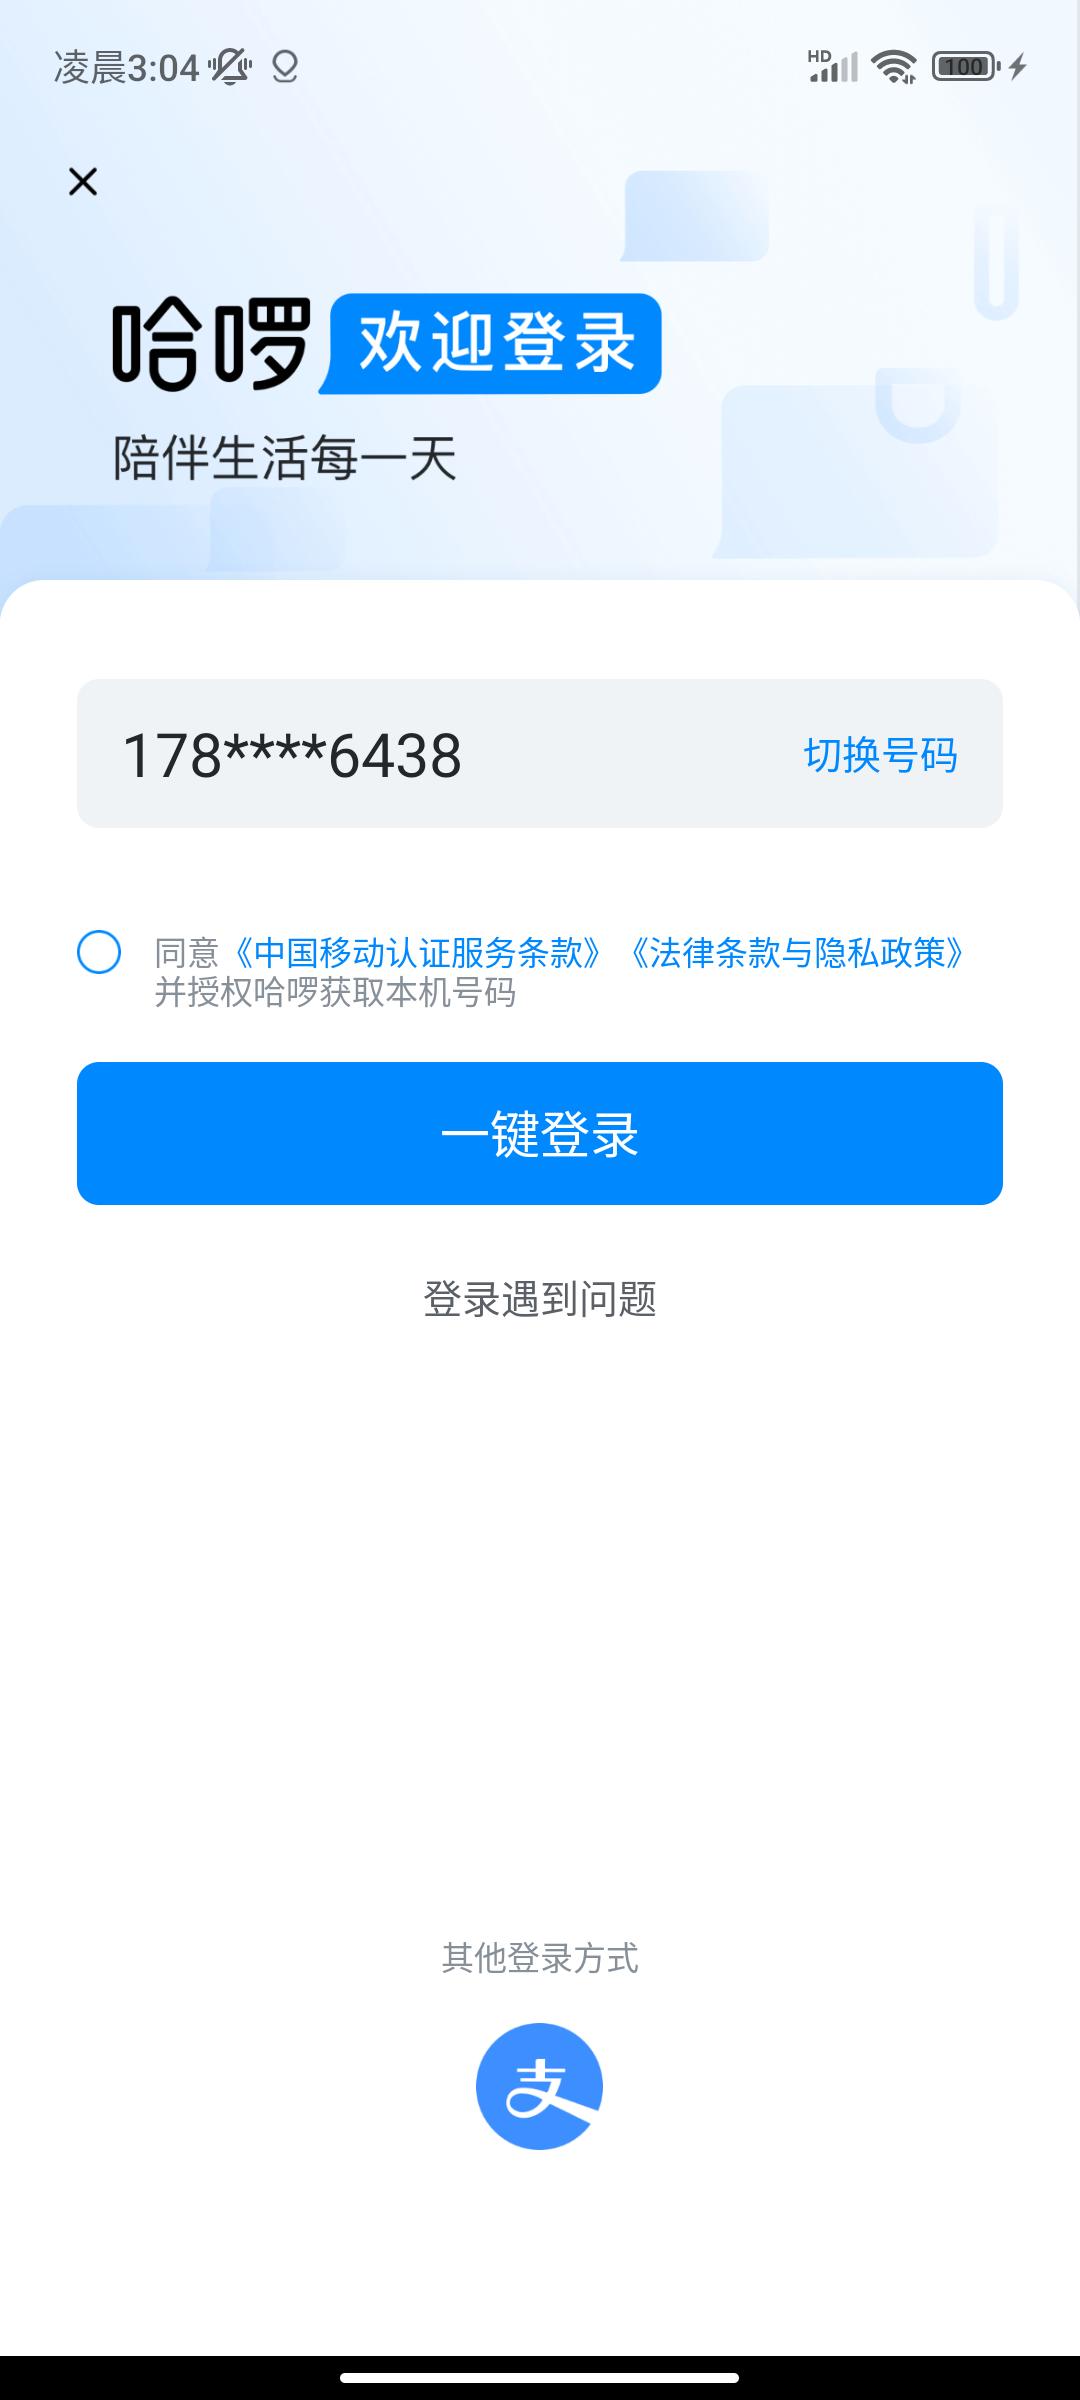 凌晨3:04
HD
100
哈啰 欢迎登录
陪伴生活每一天
178****6438 切换号码
同意《中国移动认证服务条款》《法律条款与隐私政策》
并授权哈啰获取本机号码
一键登录
登录遇到问题
其他登录方式
支